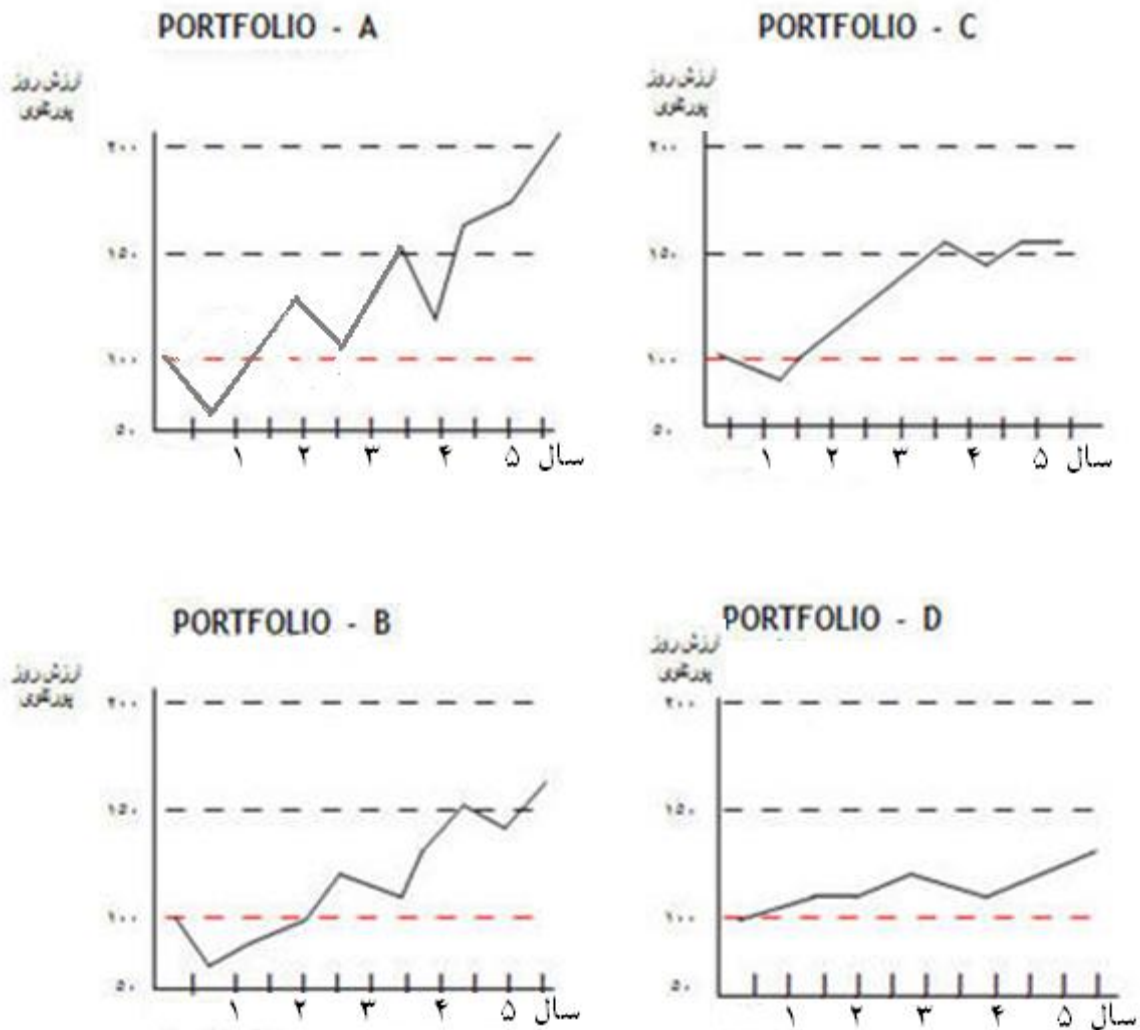 PORTFOLIO - A
ارزش روز
پورتفوی
۲۰۰
۱۵۰
۱۰۰
۵۰
۱ ۲ ۳ ۴ ۵ سال
PORTFOLIO - C
ارزش روز
پورتفوی
۲۰۰
۱۵۰
۱۰۰
۵۰
۱ ۲ ۳ ۴ ۵ سال
PORTFOLIO - B
ارزش روز
پورتفوی
۲۰۰
۱۵۰
۱۰۰
۵۰
۱ ۲ ۳ ۴ ۵ سال
PORTFOLIO - D
ارزش روز
پورتفوی
۲۰۰
۱۵۰
۱۰۰
۵۰
۱ ۲ ۳ ۴ ۵ سال